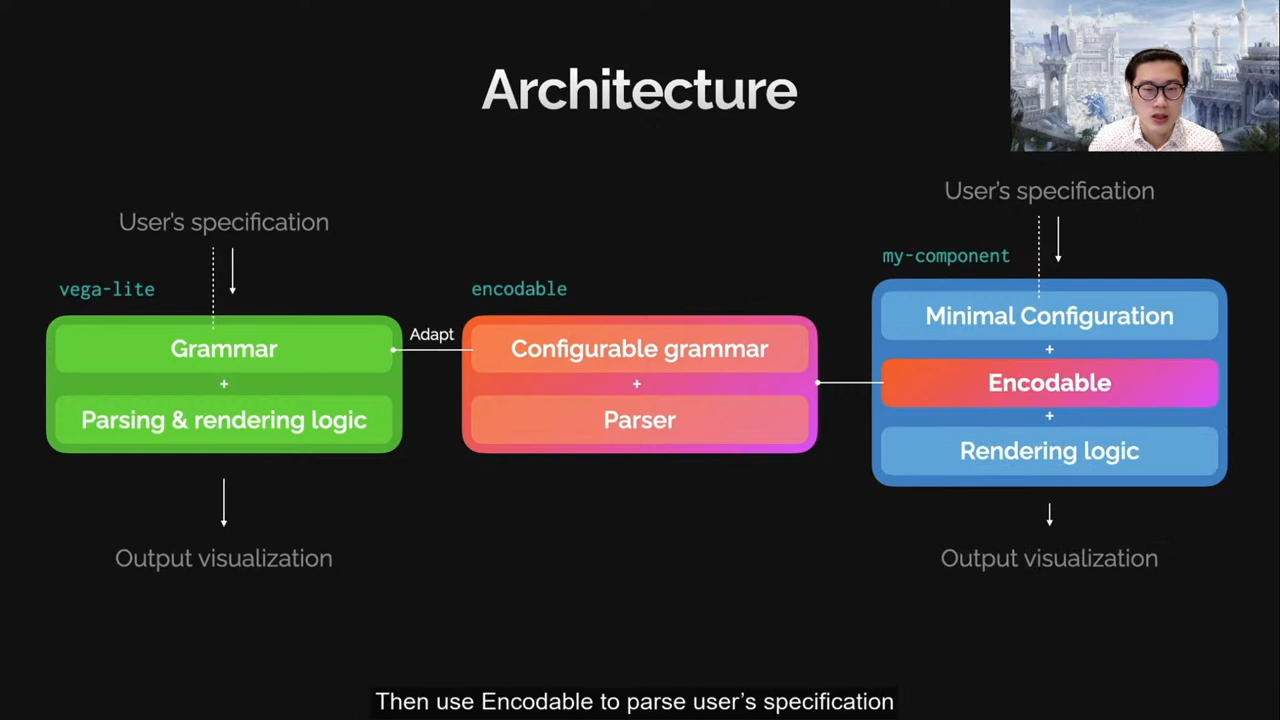 Architecture
User's specification
vega-lite
Grammar
+
Parsing & rendering logic
Output visualization
Adapt
encodable
Configurable grammar
+
Parser
User's specification
my-component
Minimal Configuration
+
Encodable
+
Rendering logic
Output visualization
Then use Encodable to parse user's specification